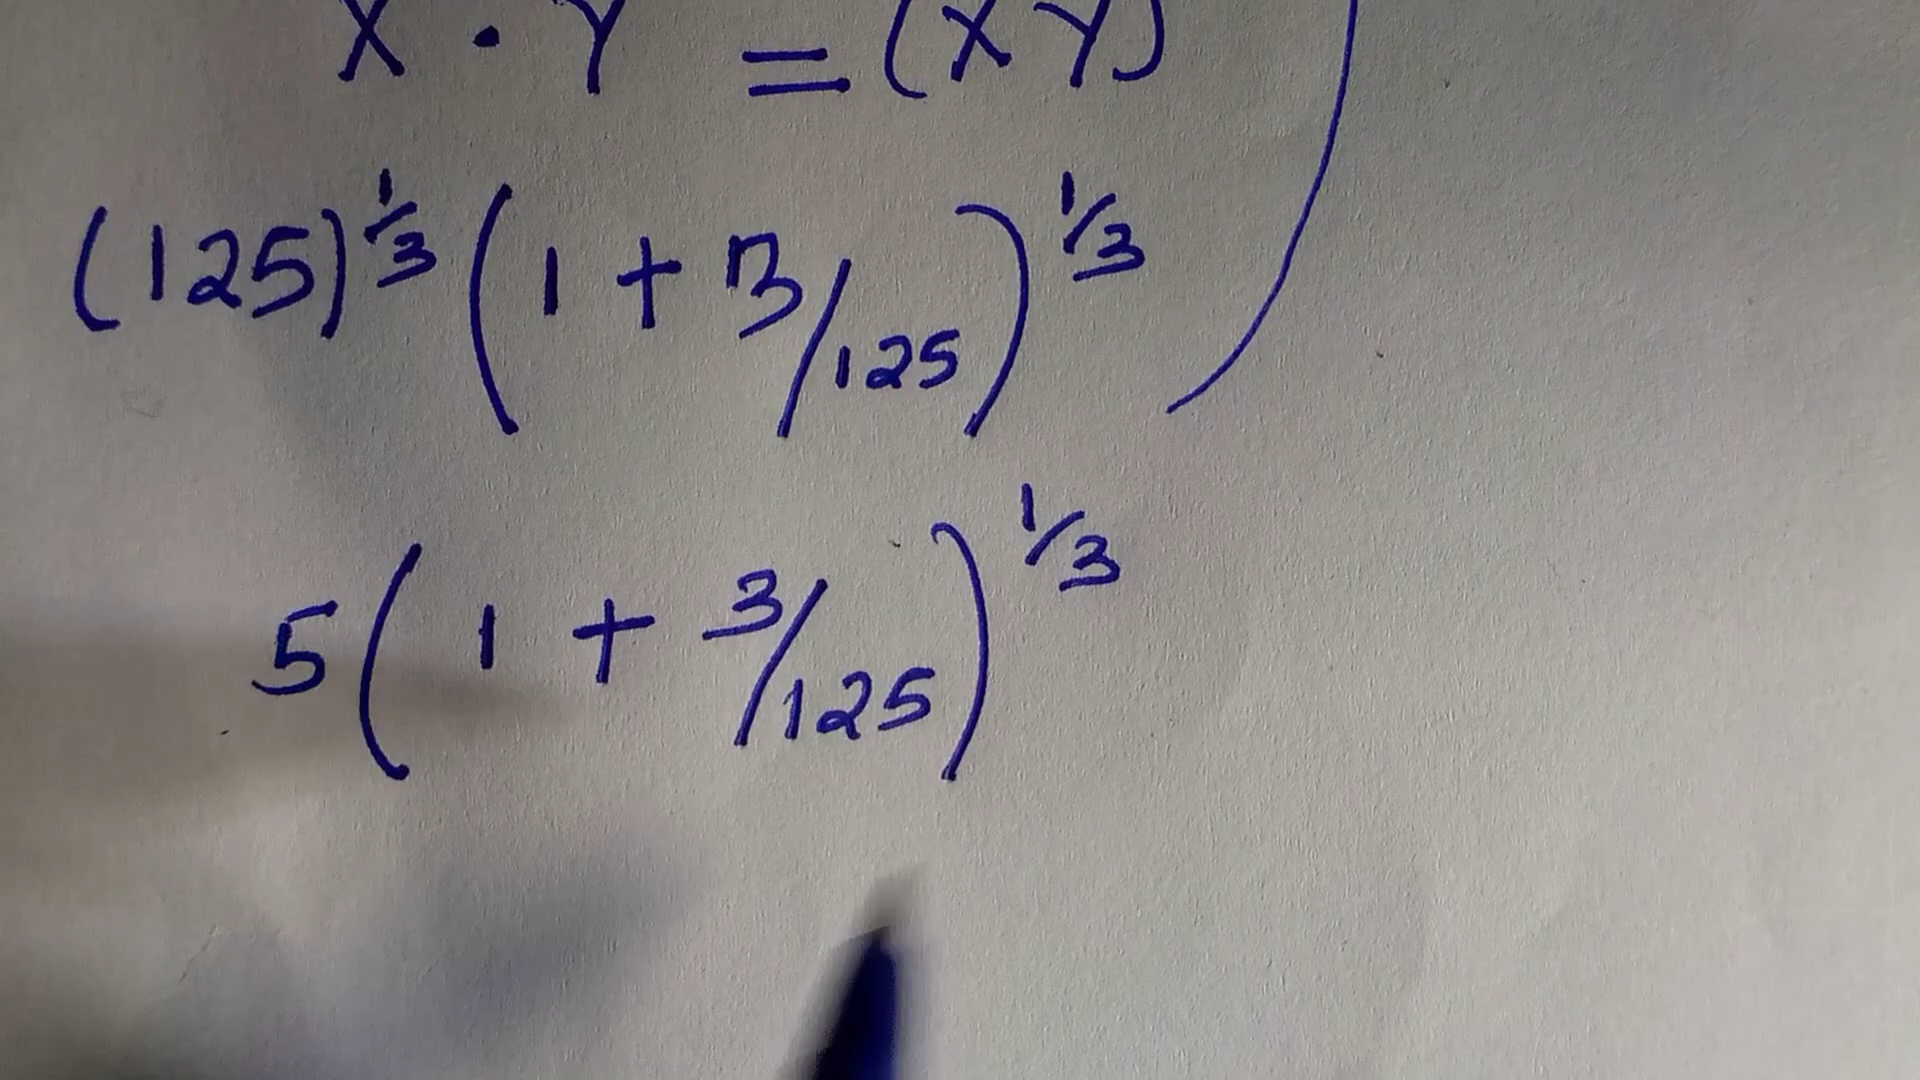 X · Y = (XY)
(125)^1/3 (1 + 3/125)^1/3
5(1 + 3/125)^1/3